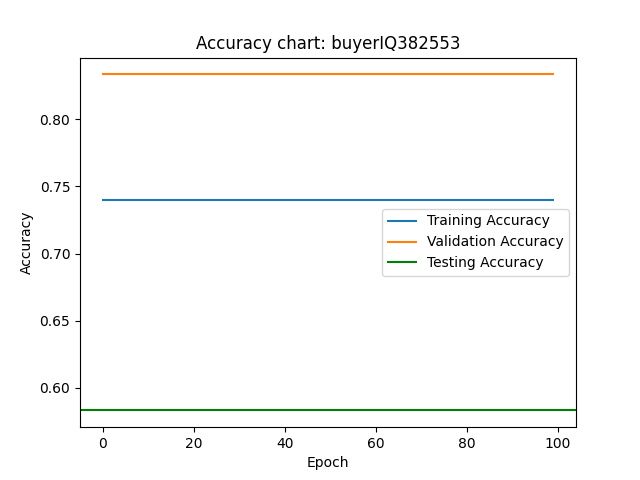 Accuracy chart: buyerIQ382553
0.80
0.75
0.70
0.65
0.60
Accuracy
Training Accuracy
Validation Accuracy
Testing Accuracy
0 20 40 60 80 100
Epoch